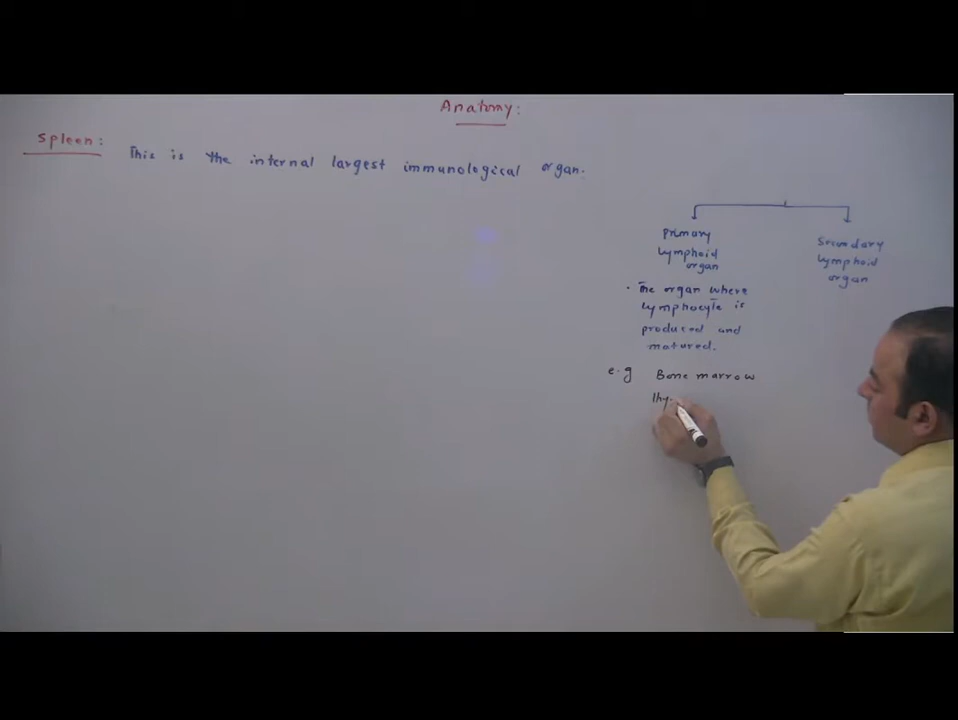 Anatomy:
Spleen:
This is the internal largest immunological organ.
Primary
Lymphoid
organ
Secondary
Lymphoid
organ
• The organ where
Lymphocyte is
produced and
matured.
e.g Bone marrow
Thy